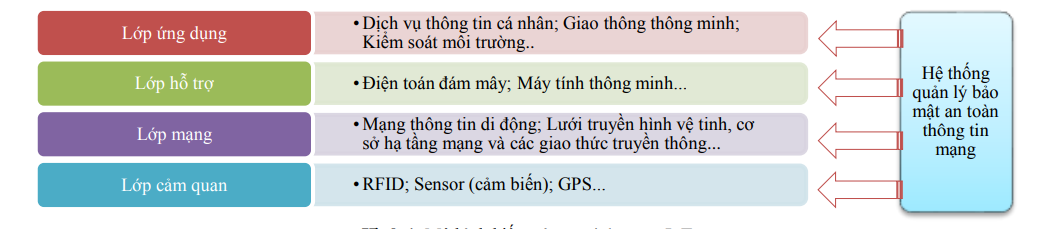 Lớp ứng dụng
• Dịch vụ thông tin cá nhân; Giao thông thông minh;
Kiểm soát môi trường..
Lớp hỗ trợ
• Điện toán đám mây; Máy tính thông minh...
Lớp mạng
• Mạng thông tin di động; Lưới truyền hình vệ tinh, cơ
sở hạ tầng mạng và các giao thức truyền thông...
Lớp cảm quan
• RFID; Sensor (cảm biến); GPS...
Hệ thống
quản lý bảo
mật an toàn
thông tin
mạng